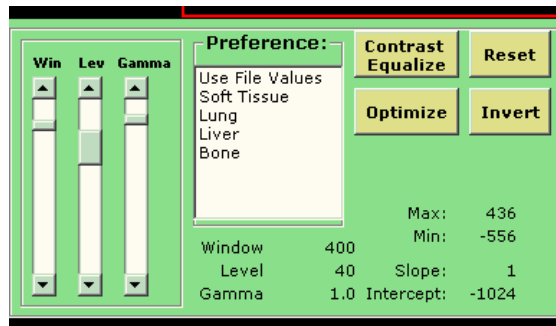 Win Lev Gamma
Preference:
Use File Values
Soft Tissue
Lung
Liver
Bone
Contrast
Equalize
Reset
Optimize
Invert
Window 400
Level 40
Gamma 1.0
Max: 436
Min: -556
Slope: 1
Intercept: -1024